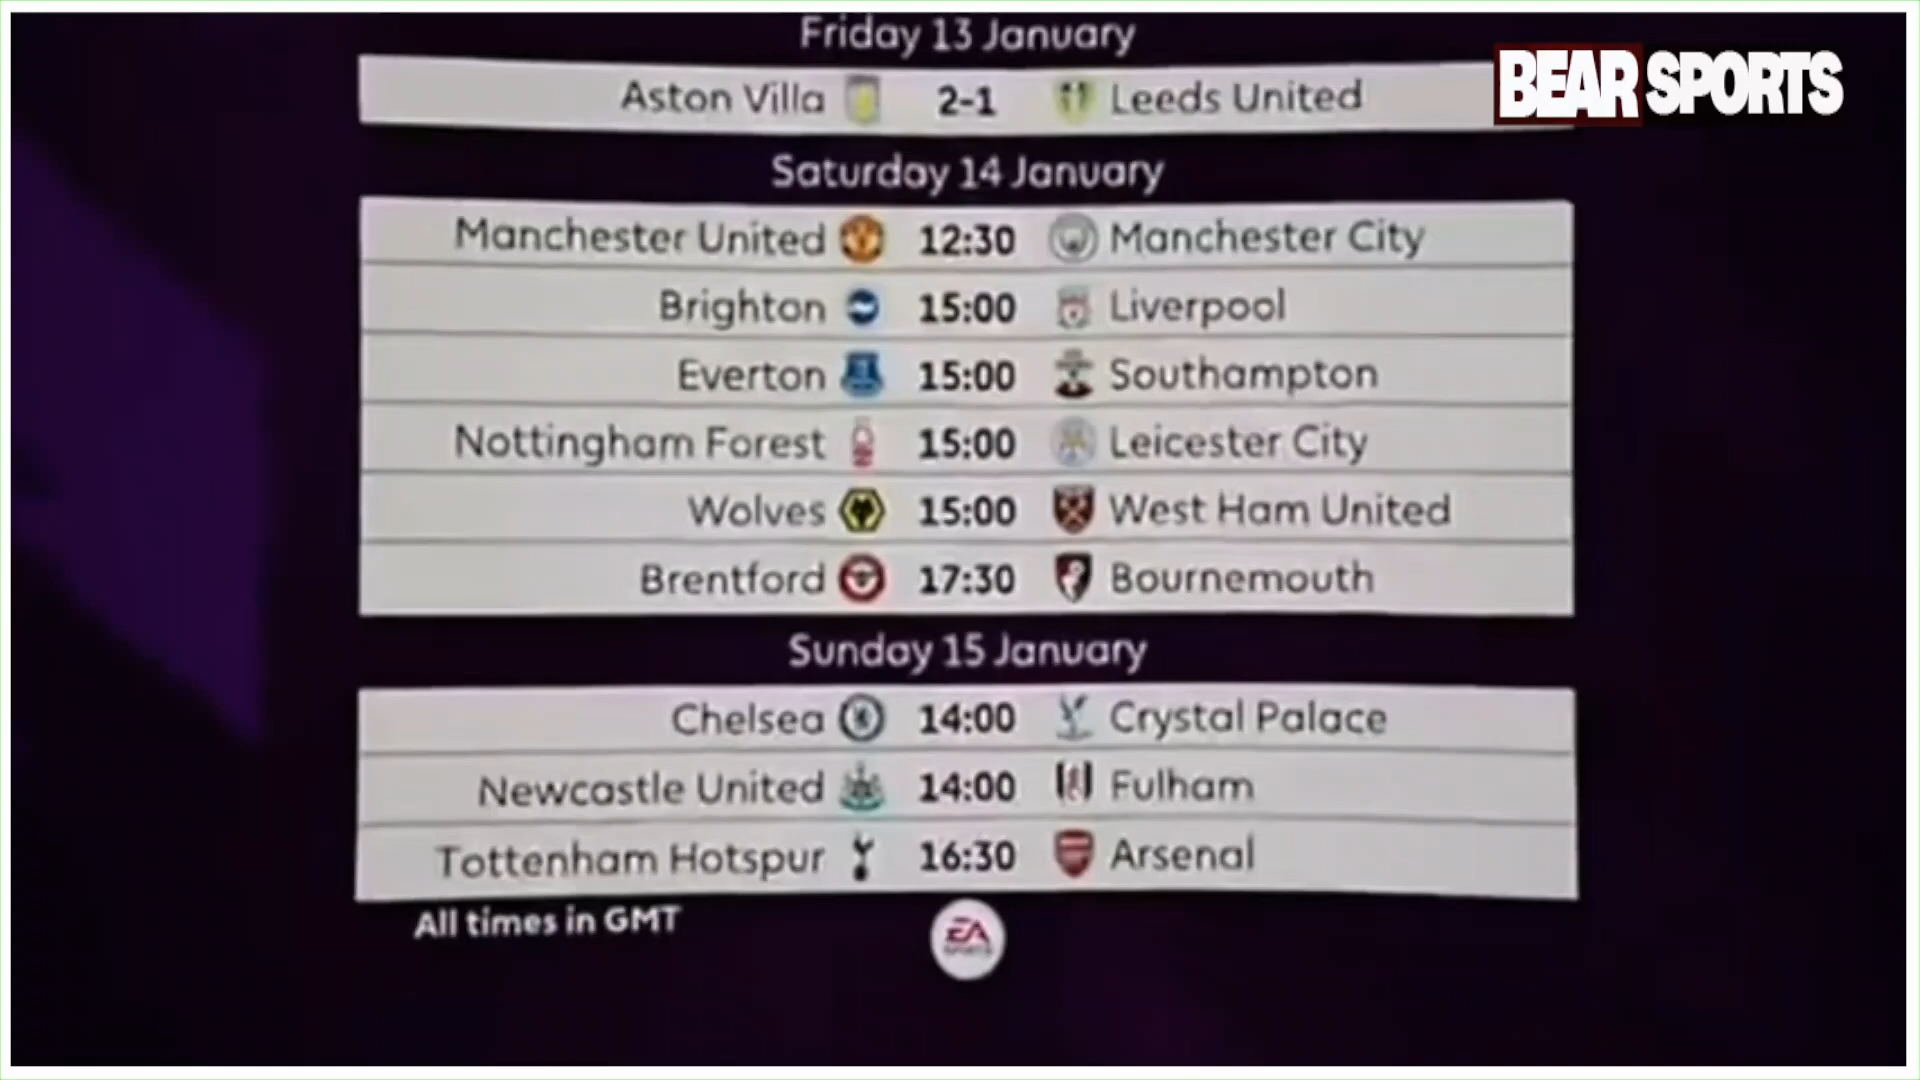 Friday 13 January
BEAR SPORTS
Aston Villa 2-1 Leeds United
Saturday 14 January
Manchester United 12:30 Manchester City
Brighton 15:00 Liverpool
Everton 15:00 Southampton
Nottingham Forest 15:00 Leicester City
Wolves 15:00 West Ham United
Brentford 17:30 Bournemouth
Sunday 15 January
Chelsea 14:00 Crystal Palace
Newcastle United 14:00 Fulham
Tottenham Hotspur 16:30 Arsenal
All times in GMT
EA
SPORTS